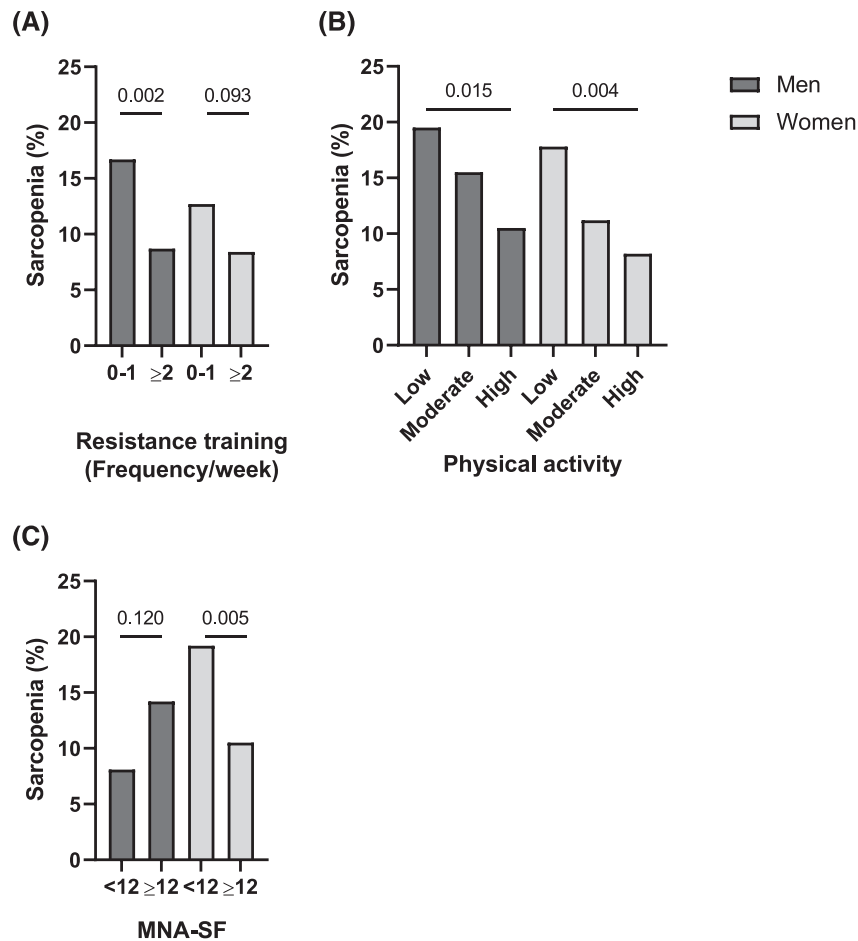 (A)
25
20
15
10
5
0
Sarcopenia (%)
0.002 0.093
0-1 ≥2 0-1 ≥2
Resistance training
(Frequency/week)
(B)
25
20
15
10
5
0
Sarcopenia (%)
0.015 0.004
Low Moderate High Low Moderate High
Physical activity
Men
Women
(C)
25
20
15
10
5
0
Sarcopenia (%)
0.120 0.005
<12 ≥12 <12 ≥12
MNA-SF